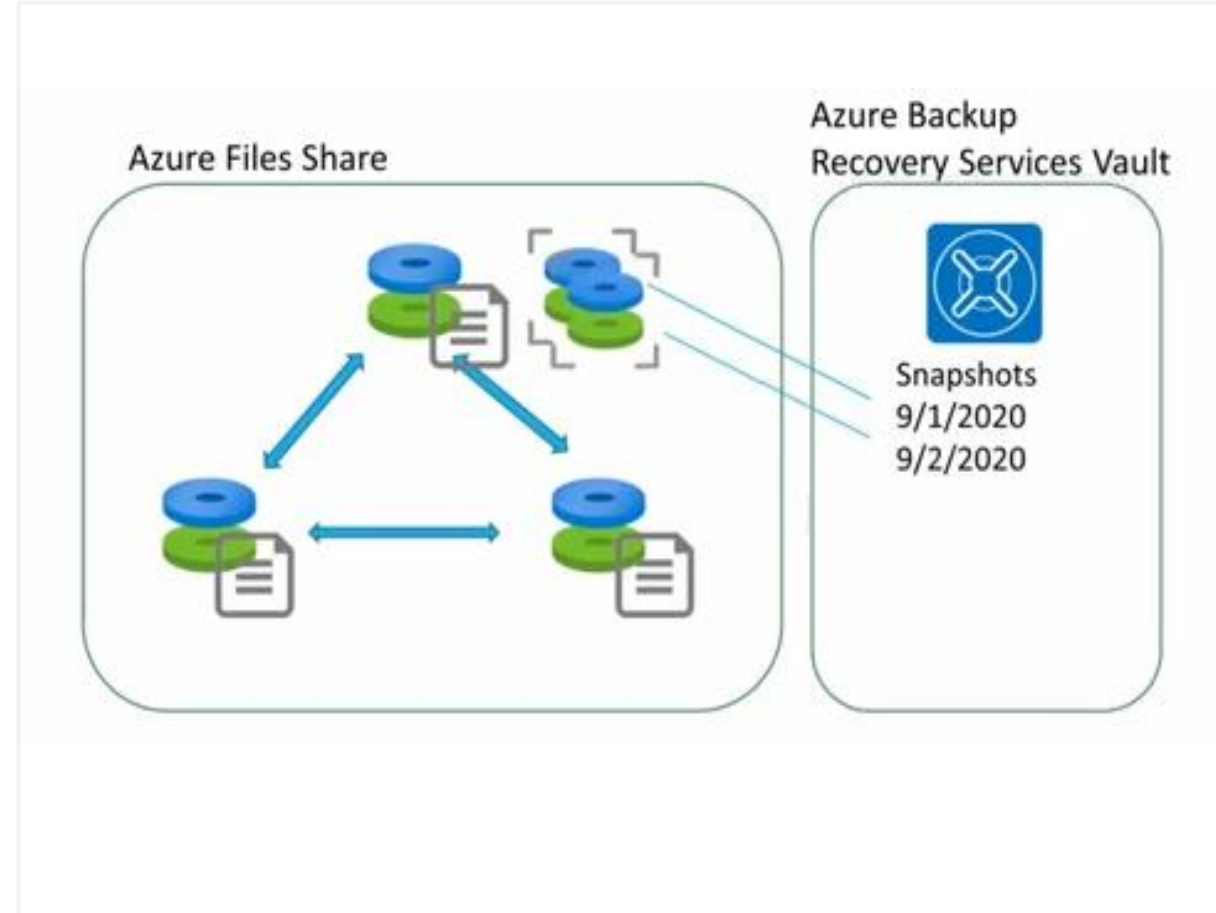 Azure Files Share
Azure Backup
Recovery Services Vault
Snapshots
9/1/2020
9/2/2020